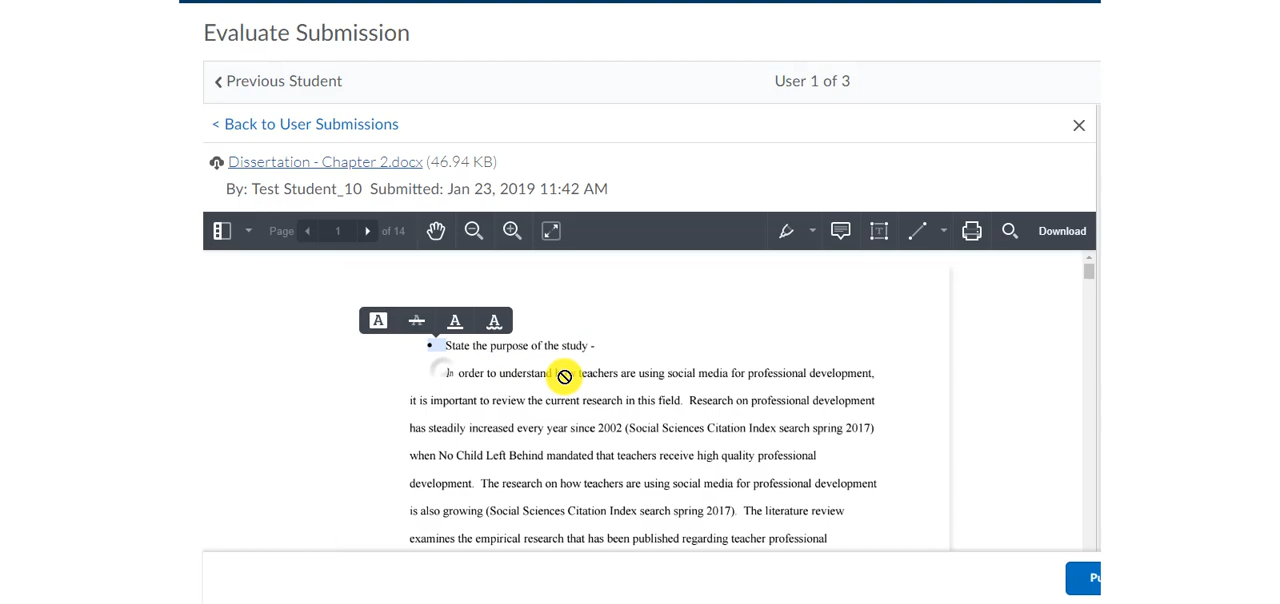 Evaluate Submission
Previous Student
User 1 of 3
< Back to User Submissions
Dissertation - Chapter 2.docx (46.94 KB)
By: Test Student_10 Submitted: Jan 23, 2019 11:42 AM
Page 1 of 14
T
Download
A A A A
• State the purpose of the study -
In order to understand teachers are using social media for professional development,
it is important to review the current research in this field. Research on professional development
has steadily increased every year since 2002 (Social Sciences Citation Index search spring 2017)
when No Child Left Behind mandated that teachers receive high quality professional
development. The research on how teachers are using social media for professional development
is also growing (Social Sciences Citation Index search spring 2017). The literature review
examines the empirical research that has been published regarding teacher professional